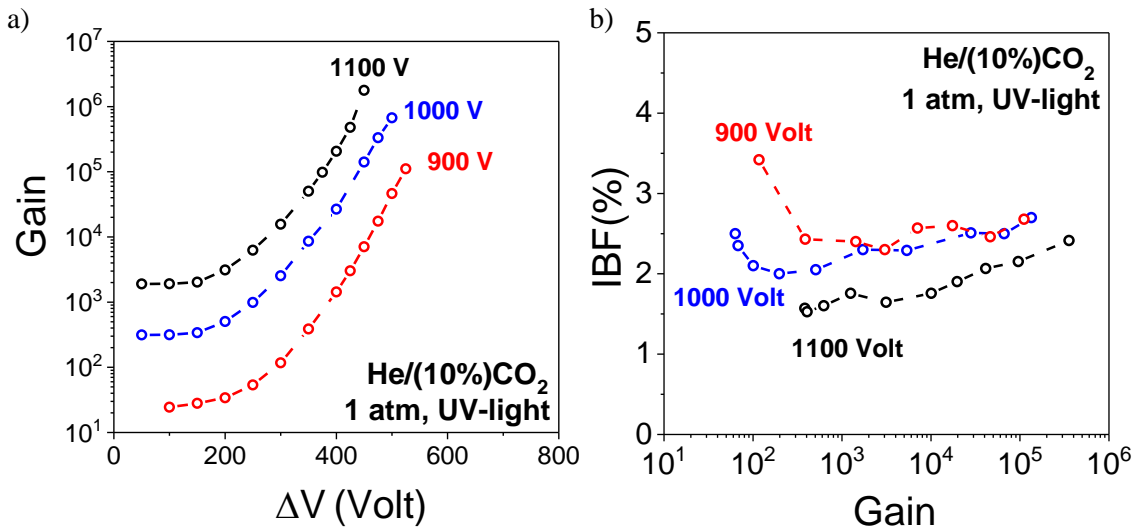 a)
Gain
10⁷
10⁶
10⁵
10⁴
10³
10²
10¹
1100 V
1000 V
900 V
He/(10%)CO₂
1 atm, UV-light
0 200 400 600 800
ΔV (Volt)
b)
IBF(%)
5
4
3
2
1
0
He/(10%)CO₂
1 atm, UV-light
900 Volt
1000 Volt
1100 Volt
10¹ 10² 10³ 10⁴ 10⁵ 10⁶
Gain